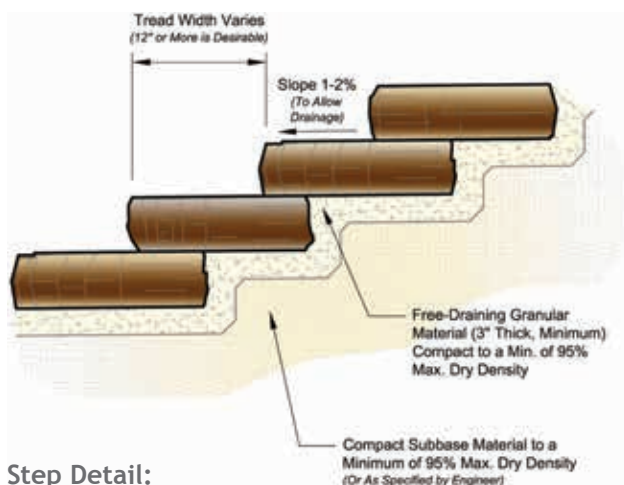 Tread Width Varies
(12" or More is Desirable)
Slope 1-2%
(To Allow
Drainage)
Free-Draining Granular
Material (3" Thick, Minimum)
Compact to a Min. of 95%
Max. Dry Density
Compact Subbase Material to a
Minimum of 95% Max. Dry Density
(Or As Specified by Engineer)
Step Detail: